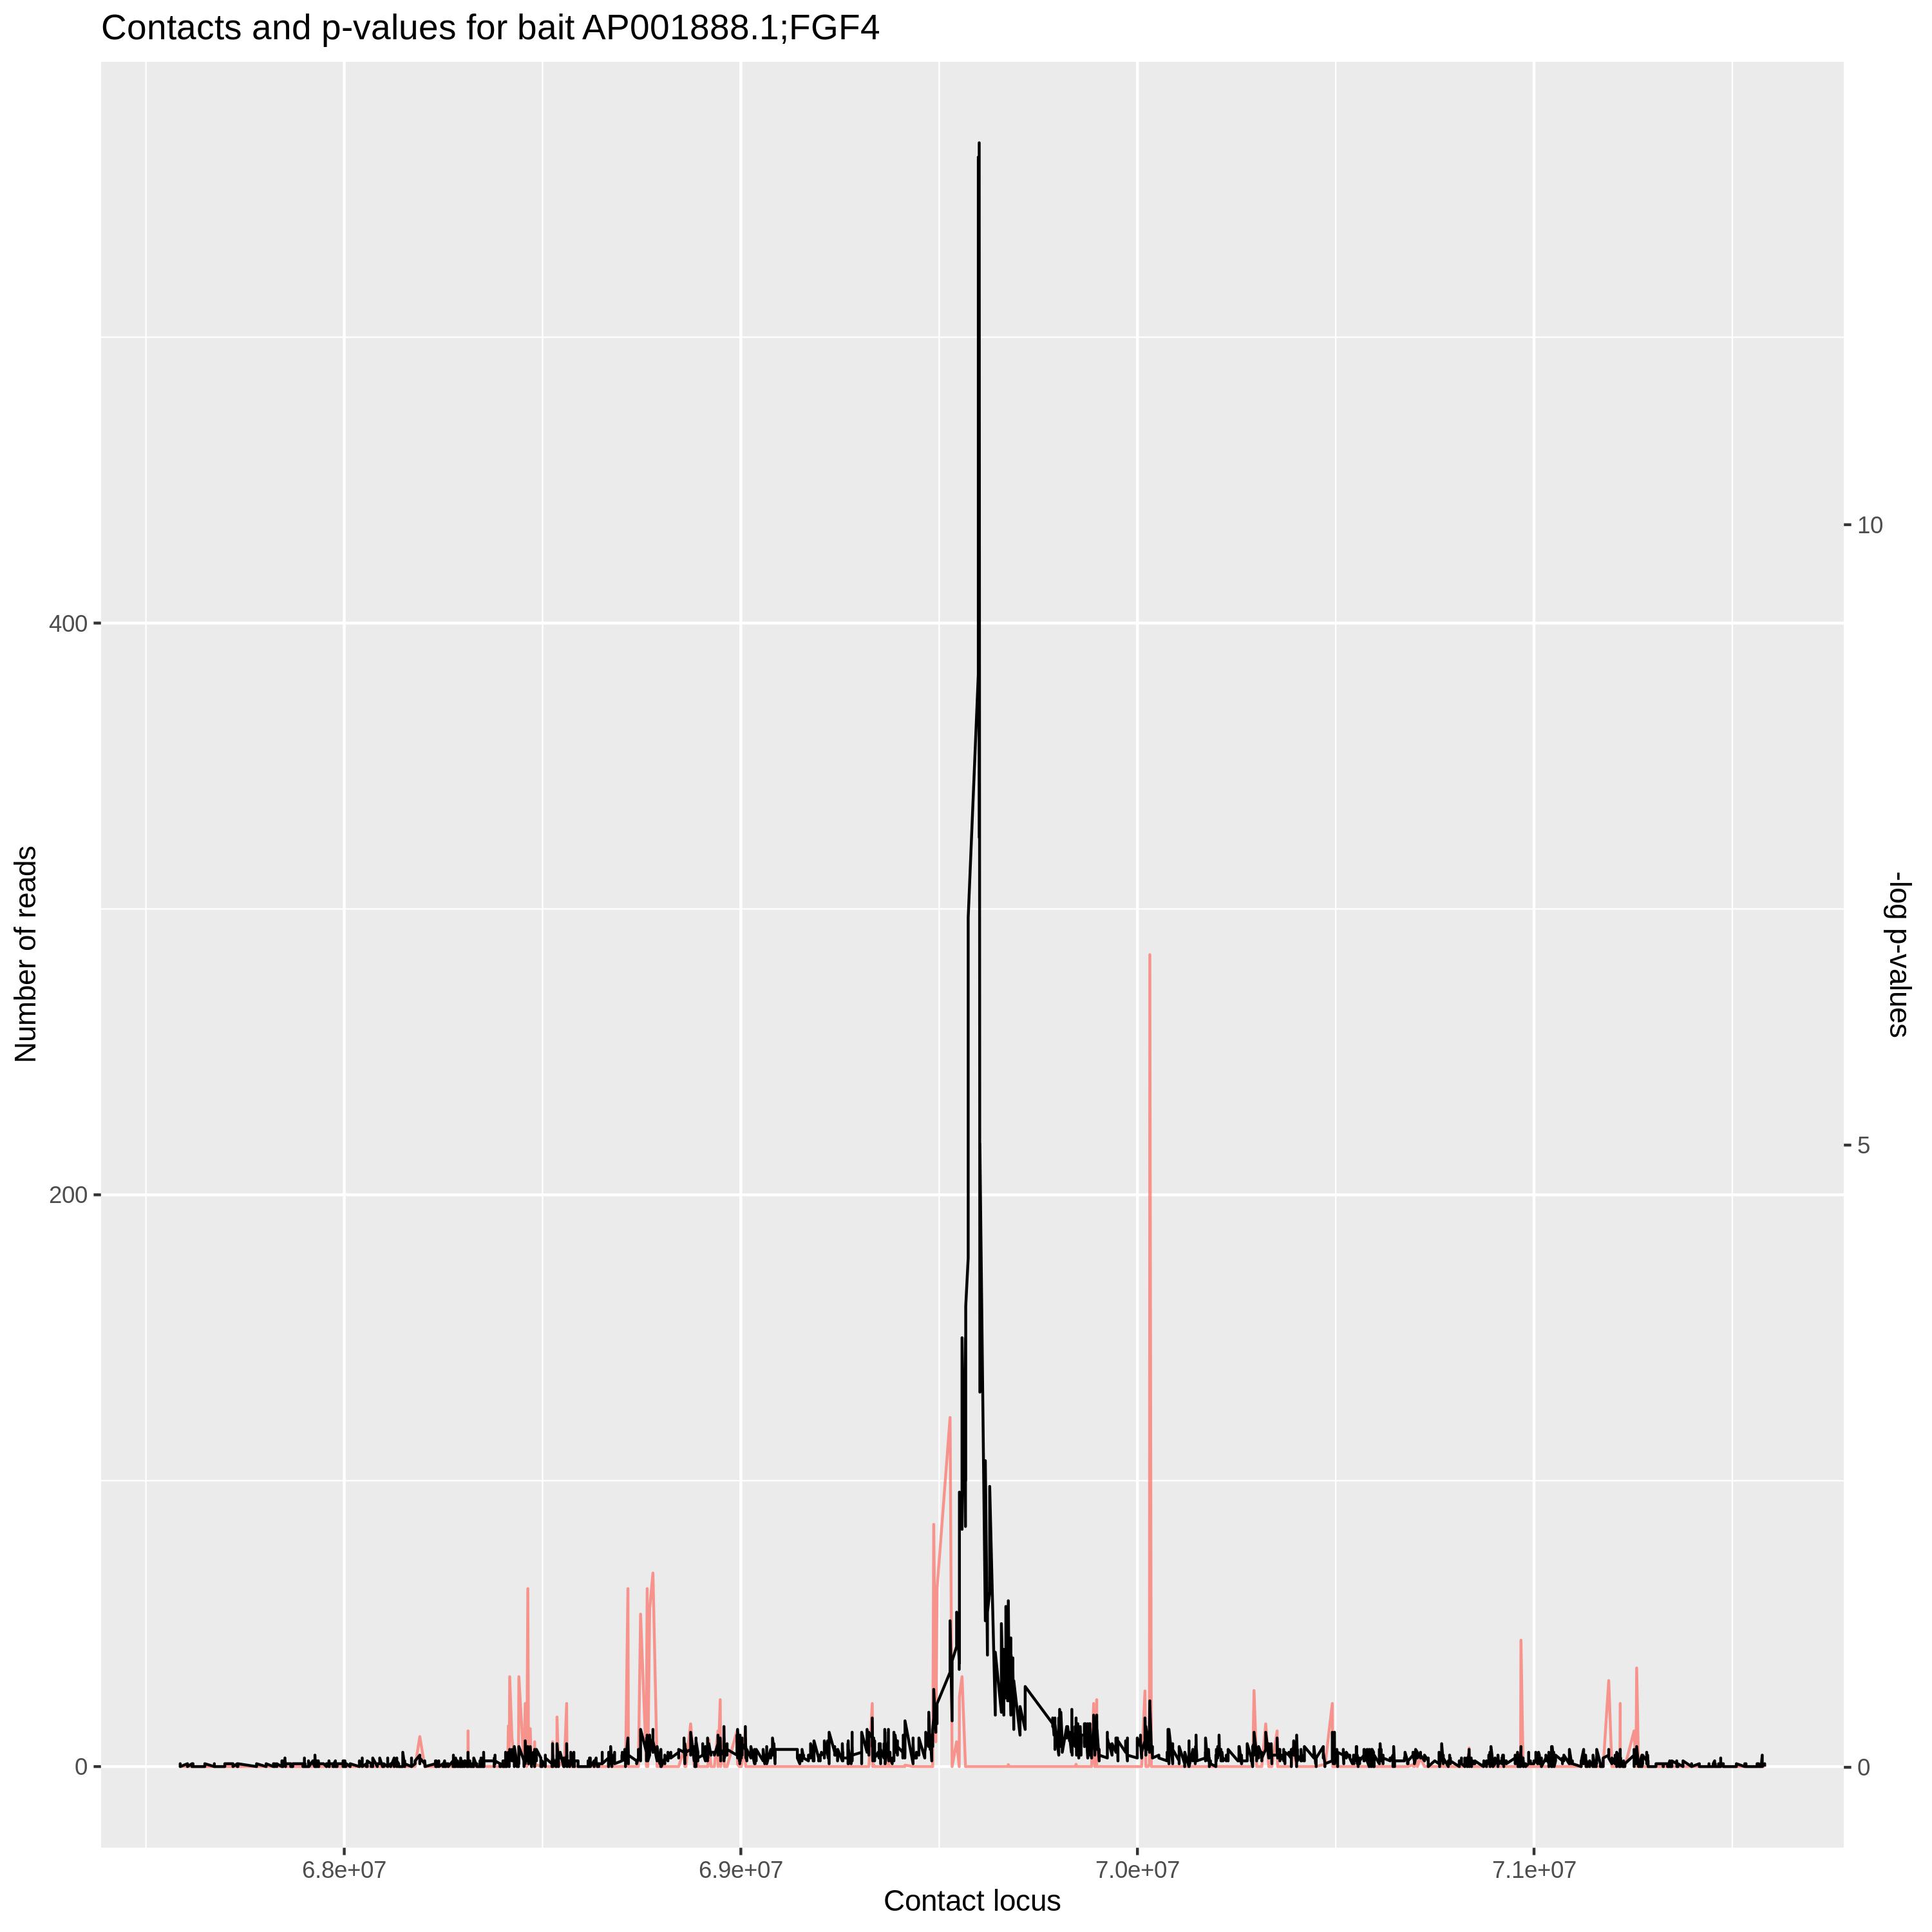 Contacts and p-values for bait AP001888.1;FGF4
Number of reads
400
200
0
10
5
0
-log p-values
6.8e+07
6.9e+07
7.0e+07
7.1e+07
Contact locus